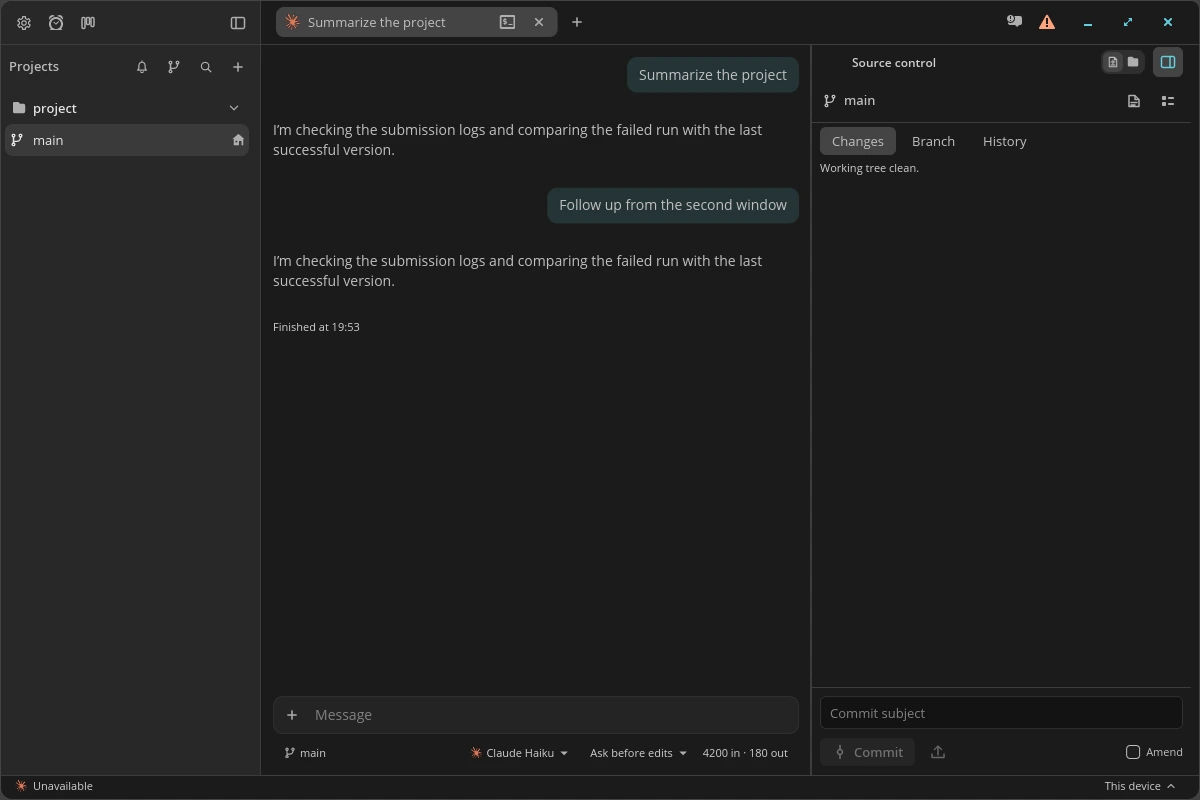 Summarize the project
Projects
project
main
Summarize the project
I'm checking the submission logs and comparing the failed run with the last
successful version.
Follow up from the second window
I'm checking the submission logs and comparing the failed run with the last
successful version.
Finished at 19:53
Message
main
Claude Haiku
Ask before edits
4200 in · 180 out
Source control
main
Changes
Branch
History
Working tree clean.
Commit subject
Commit
Amend
Unavailable
This device